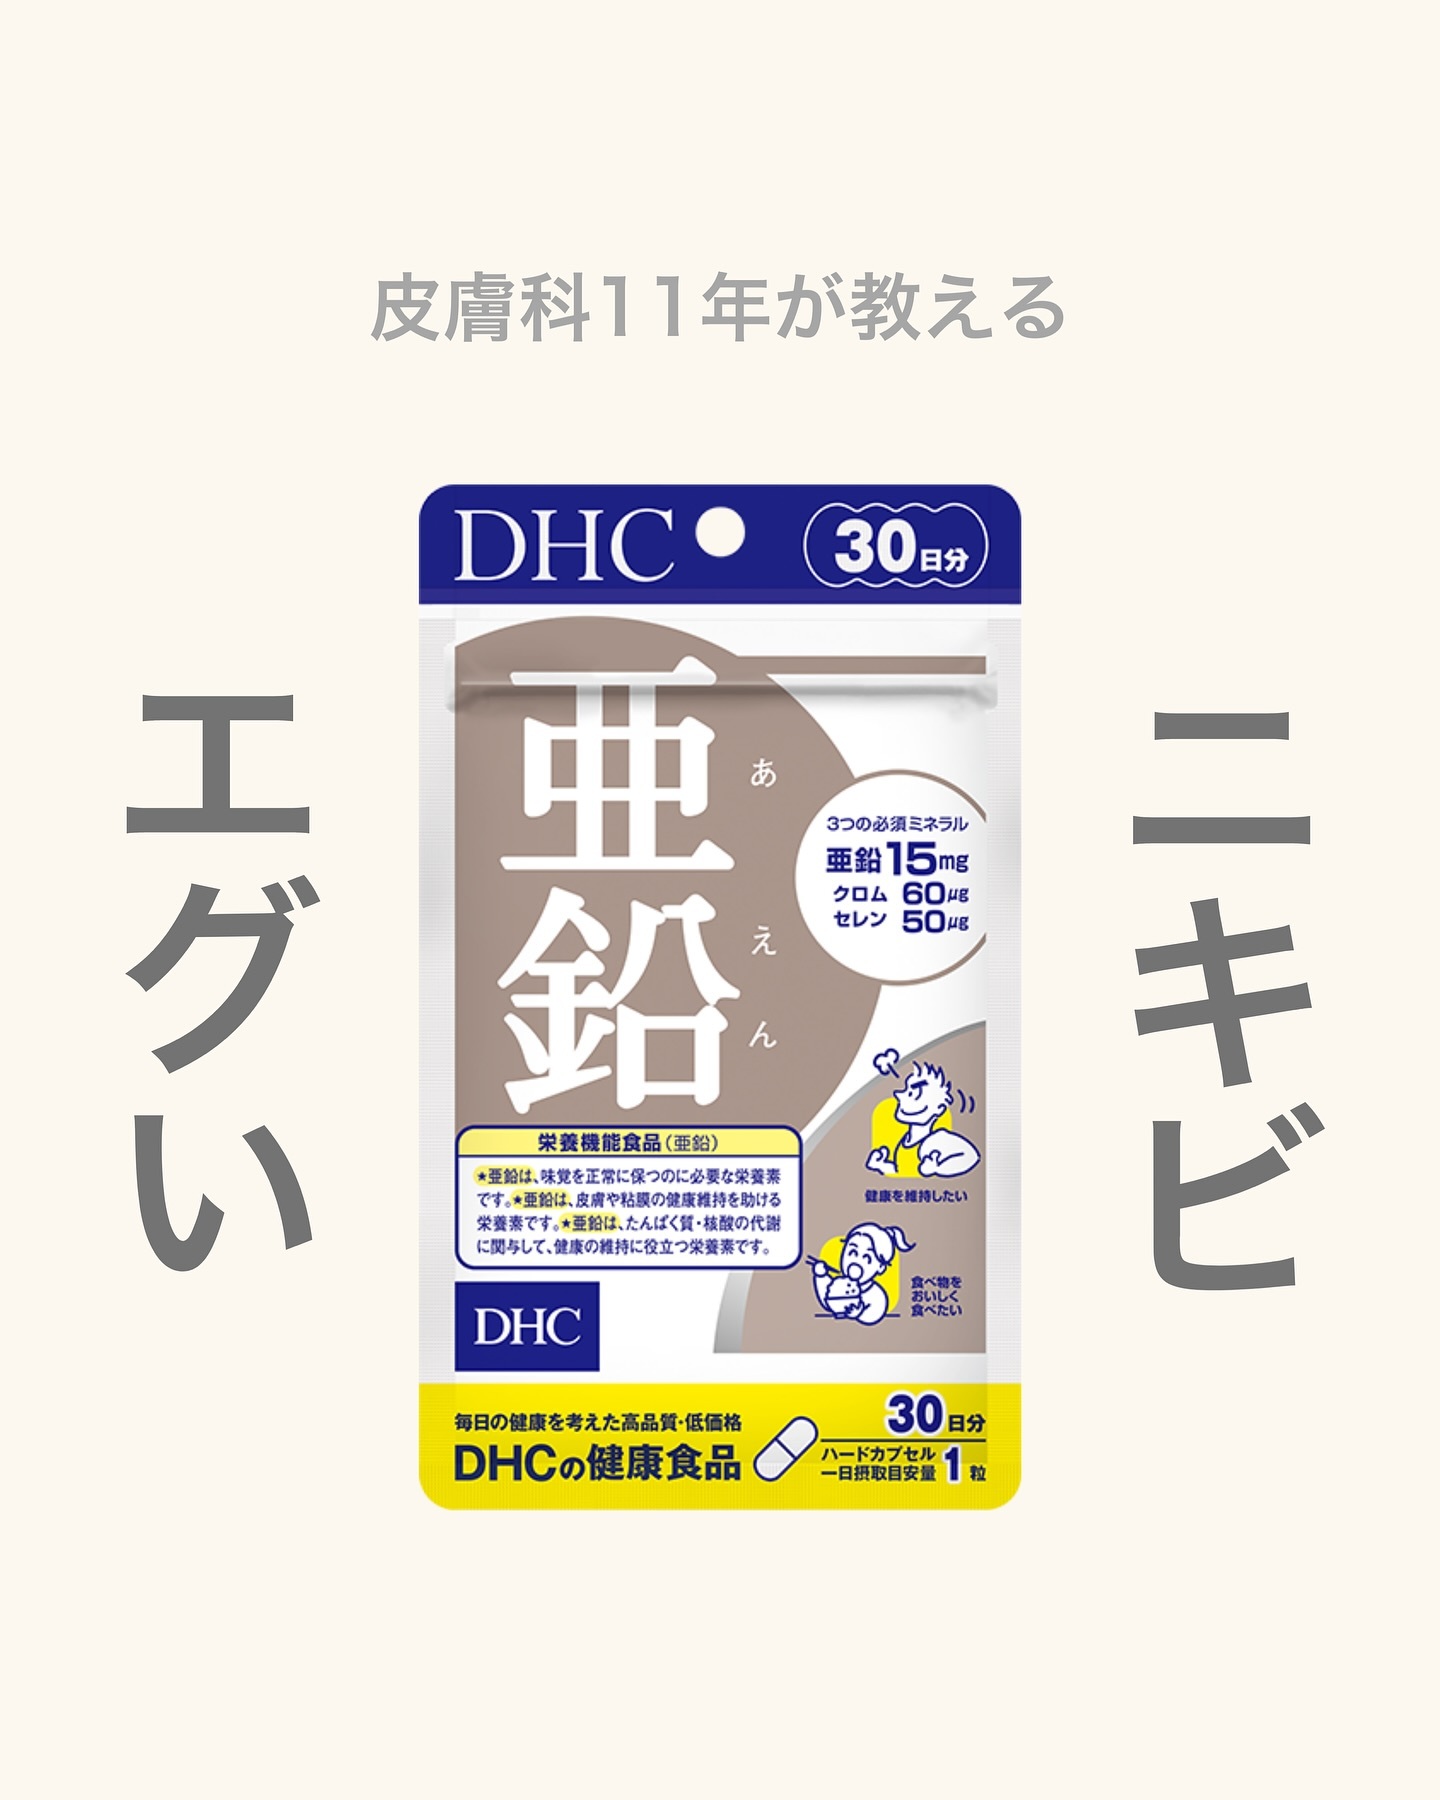 皮膚科11年が教える
ニキビ
エグい
DHC
30日分
亜鉛
あえん
3つの必須ミネラル
亜鉛15mg
クロム 60μg
セレン 50μg
栄養機能食品(亜鉛)
★亜鉛は、味覚を正常に保つのに必要な栄養素
です。★亜鉛は、皮膚や粘膜の健康維持を助ける
栄養素です。★亜鉛は、たんぱく質・核酸の代謝
に関与して、健康の維持に役立つ栄養素です。
健康を維持したい
食べ物を
おいしく
食べたい
DHC
毎日の健康を考えた高品質・低価格
DHCの健康食品
30日分
ハードカプセル
一日摂取目安量 1粒